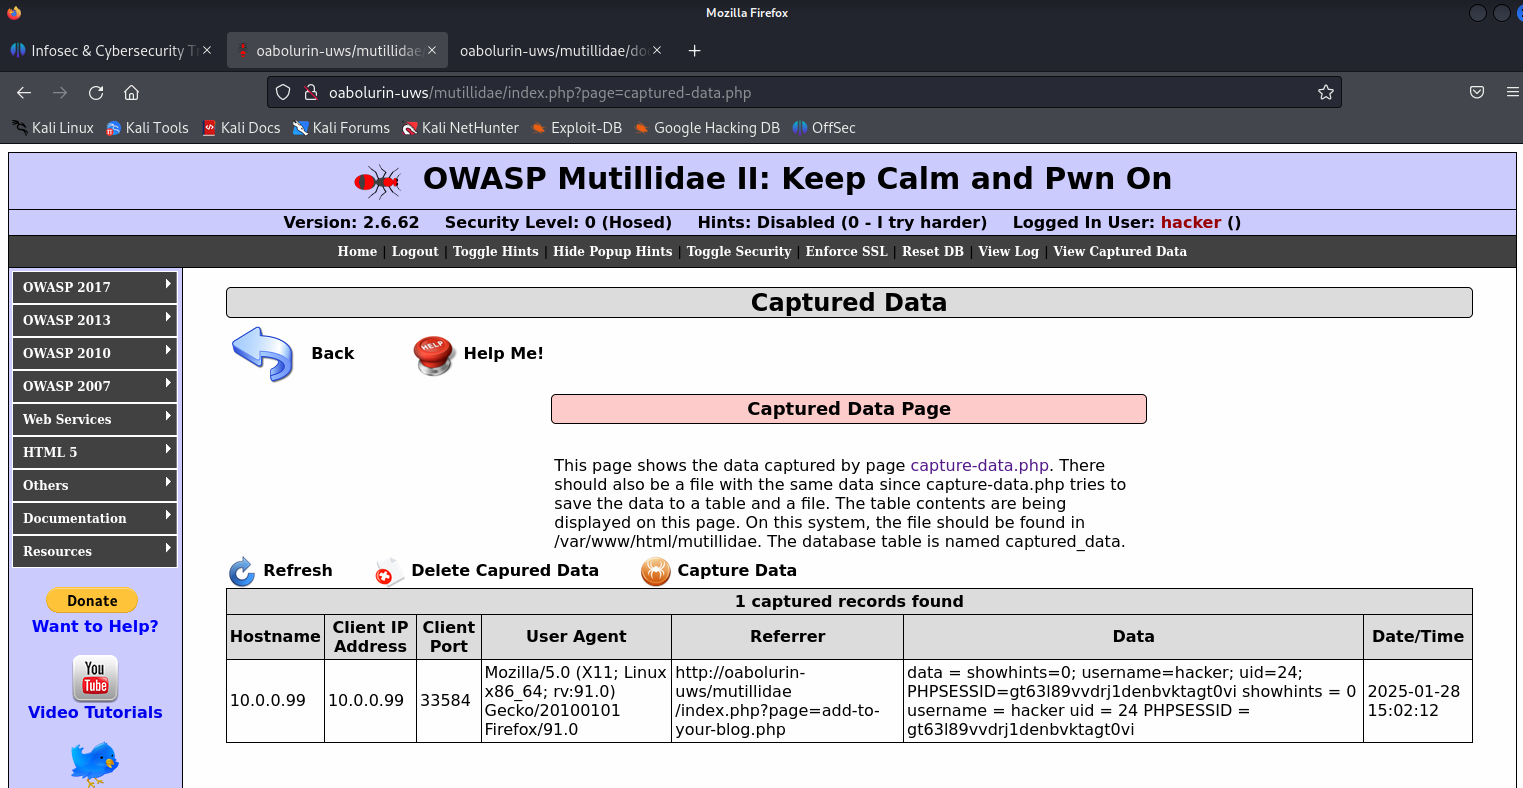 Mozilla Firefox
Infosec & Cybersecurity T
oabolurin-uws/mutillidae/
oabolurin-uws/mutillidae/do
oabolurin-uws/mutillidae/index.php?page=captured-data.php
Kali Linux Kali Tools Kali Docs Kali Forums Kali NetHunter Exploit-DB Google Hacking DB OffSec
OWASP Mutillidae II: Keep Calm and Pwn On
Version: 2.6.62 Security Level: 0 (Hosed) Hints: Disabled (0 - I try harder) Logged In User: hacker ()
Home | Logout | Toggle Hints | Hide Popup Hints | Toggle Security | Enforce SSL | Reset DB | View Log | View Captured Data
OWASP 2017
OWASP 2013
OWASP 2010
OWASP 2007
Web Services
HTML 5
Others
Documentation
Resources
Donate
Want to Help?
You
Tube
Video Tutorials
Captured Data
Back
HELP
Help Me!
Captured Data Page
This page shows the data captured by page capture-data.php. There
should also be a file with the same data since capture-data.php tries to
save the data to a table and a file. The table contents are being
displayed on this page. On this system, the file should be found in
/var/www/html/mutillidae. The database table is named captured_data.
Refresh Delete Capured Data Capture Data
1 captured records found
Hostname
Client IP
Address
Client
Port
User Agent
Referrer
Data
Date/Time
10.0.0.99
10.0.0.99
33584
Mozilla/5.0 (X11; Linux
x86_64; rv:91.0)
Gecko/20100101
Firefox/91.0
http://oabolurin-
uws/mutillidae
/index.php?page=add-to-
your-blog.php
data = showhints=0; username=hacker; uid=24;
PHPSESSID=gt63l89vvdrj1denbvktagt0vi showhints = 0
username = hacker uid = 24 PHPSESSID =
gt63l89vvdrj1denbvktagt0vi
2025-01-28
15:02:12